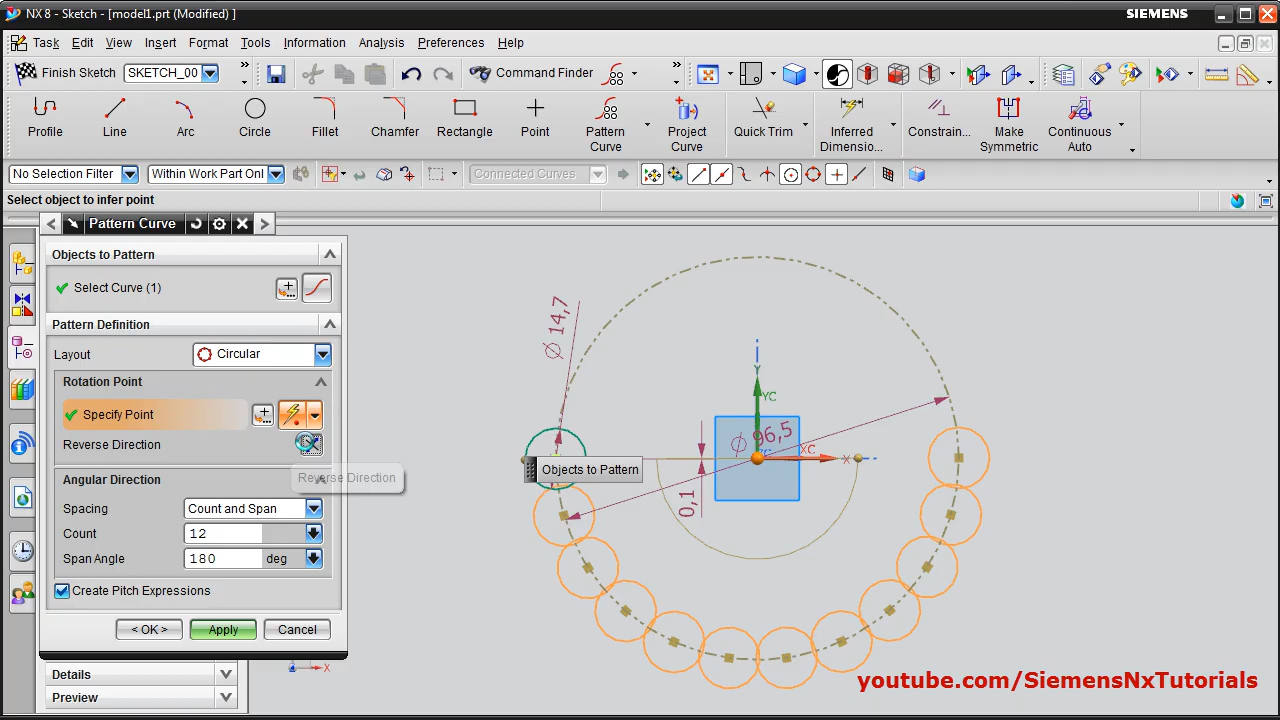 NX 8 - Sketch - [model1.prt (Modified) ]
SIEMENS
Task Edit View Insert Format Tools Information Analysis Preferences Help
Finish Sketch SKETCH_00 Command Finder
Profile Line Arc Circle Fillet Chamfer Rectangle Point Pattern Curve Project Curve Quick Trim Inferred Dimensio... Constrain... Make Symmetric Continuous Auto
No Selection Filter Within Work Part Onl Connected Curves
Select object to infer point
Pattern Curve
Objects to Pattern
Select Curve (1)
Pattern Definition
Layout Circular
Rotation Point
Specify Point
Reverse Direction
Reverse Direction
Angular Direction
Spacing Count and Span
Count 12
Span Angle 180 deg
Create Pitch Expressions
< OK > Apply Cancel
Details
Preview
X
Ø 14,7
Y
YC
Ø 96,5
XC
X
0,1
Objects to Pattern
youtube.com/SiemensNxTutorials